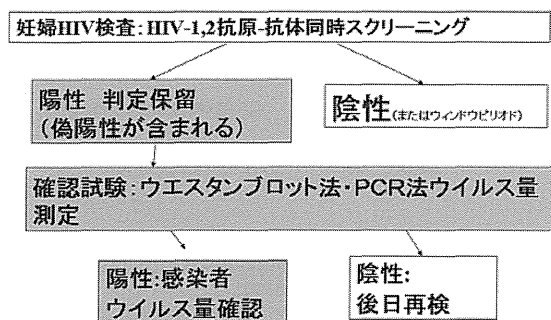 妊婦HIV検査：HIV-1,2抗原-抗体同時スクリーニング
陽性 判定保留
（偽陽性が含まれる）
陰性（またはウィンドウピリオド）
確認試験：ウエスタンブロット法・PCR法ウイルス量
測定
陽性:感染者
ウイルス量確認
陰性:
後日再検